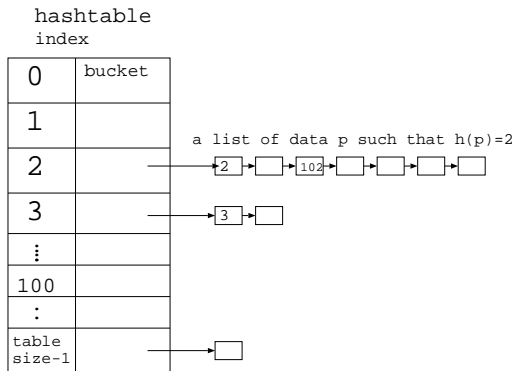 hashtable
index
0 bucket
1
a list of data p such that h(p)=2
2 2 102
3 3
⋮
100
:
table
size-1